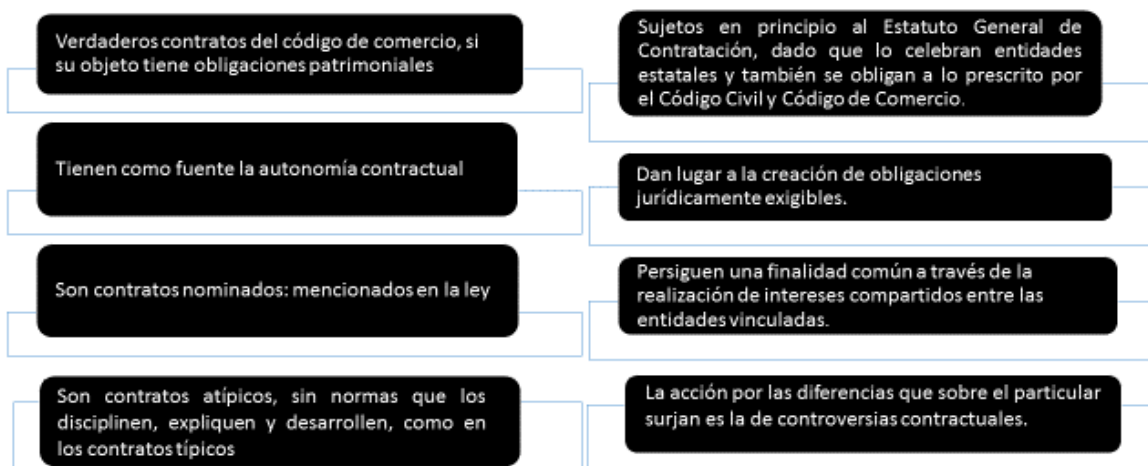 Verdaderos contratos del código de comercio, si
su objeto tiene obligaciones patrimoniales
Tienen como fuente la autonomía contractual
Son contratos nominados: mencionados en la ley
Son contratos atípicos, sin normas que los
disciplinen, expliquen y desarrollen, como en
los contratos típicos
Sujetos en principio al Estatuto General de
Contratación, dado que lo celebran entidades
estatales y también se obligan a lo prescrito por
el Código Civil y Código de Comercio.
Dan lugar a la creación de obligaciones
jurídicamente exigibles.
Persiguen una finalidad común a través de la
realización de intereses compartidos entre las
entidades vinculadas.
La acción por las diferencias que sobre el particular
surjan es la de controversias contractuales.